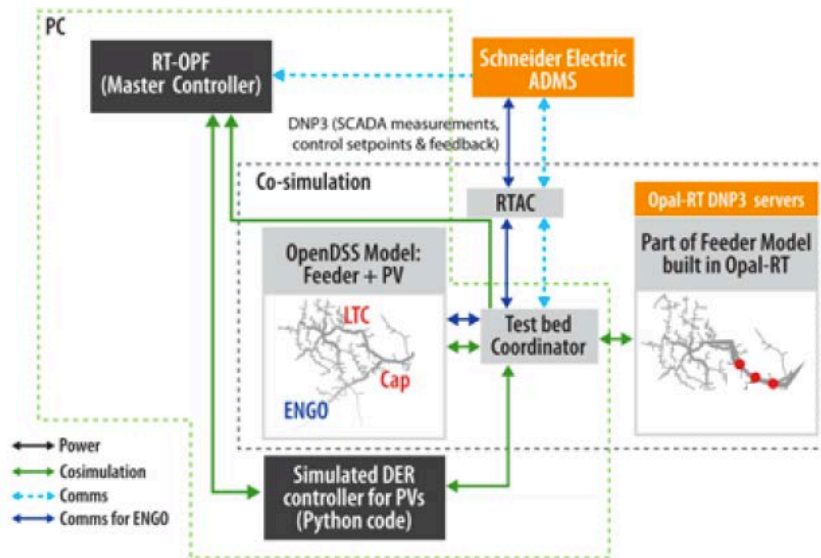 PC
RT-OPF
(Master Controller)
Schneider Electric
ADMS
DNP3 (SCADA measurements,
control setpoints & feedback)
Co-simulation
RTAC
Opal-RT DNP3 servers
OpenDSS Model:
Feeder + PV
Part of Feeder Model
built in Opal-RT
LTC
Cap
ENGO
Test bed
Coordinator
Power
Cosimulation
Comms
Comms for ENGO
Simulated DER
controller for PVs
(Python code)